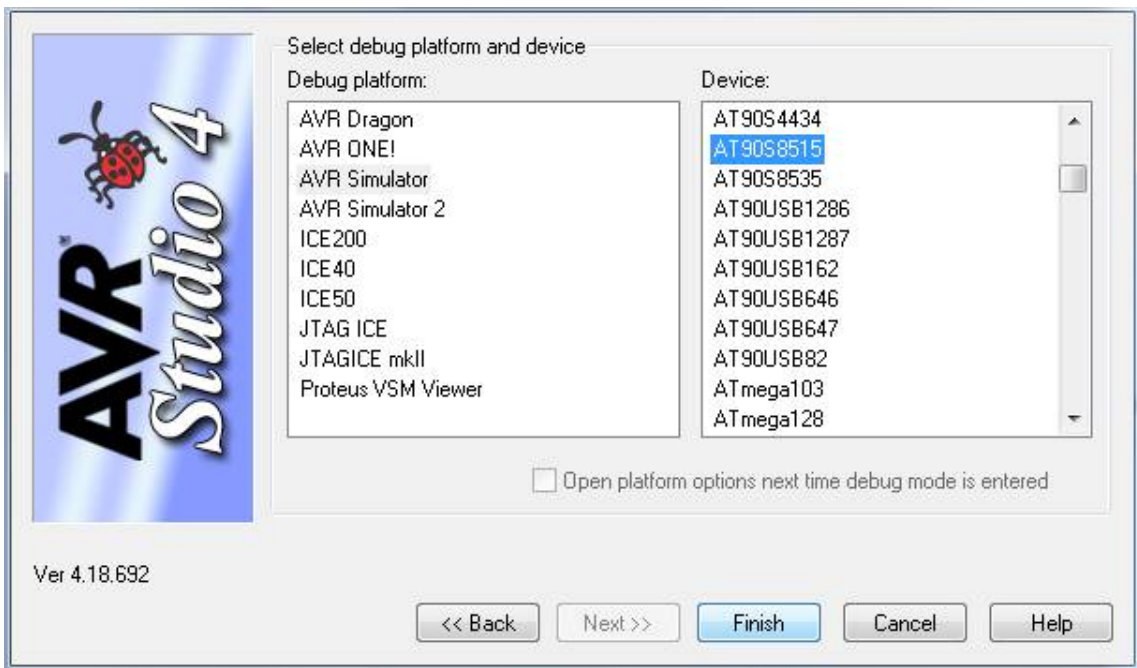 AVR®
Studio 4
Select debug platform and device
Debug platform:
AVR Dragon
AVR ONE!
AVR Simulator
AVR Simulator 2
ICE200
ICE40
ICE50
JTAG ICE
JTAGICE mkII
Proteus VSM Viewer
Device:
AT90S4434
AT90S8515
AT90S8535
AT90USB1286
AT90USB1287
AT90USB162
AT90USB646
AT90USB647
AT90USB82
ATmega103
ATmega128
Open platform options next time debug mode is entered
Ver 4.18.692
<< Back
Next >>
Finish
Cancel
Help